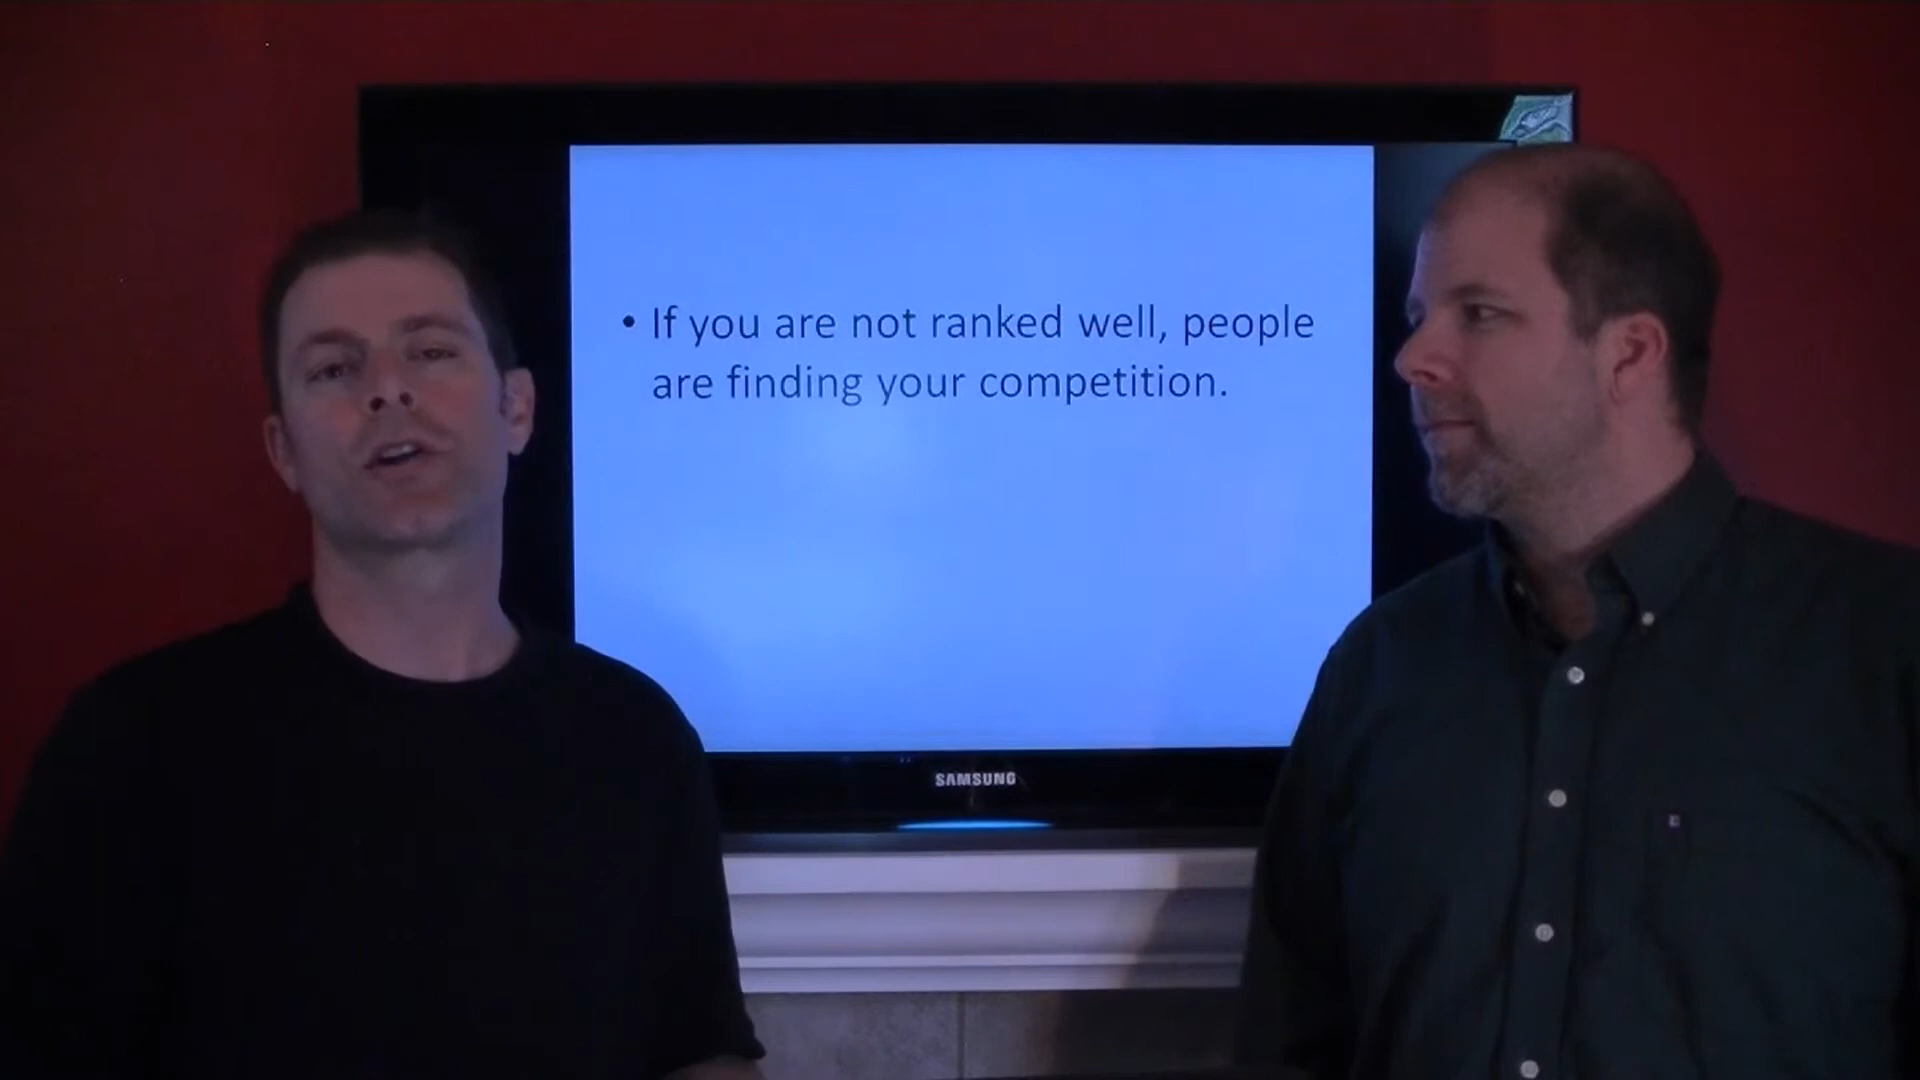 • If you are not ranked well, people
are finding your competition.
SAMSUNG